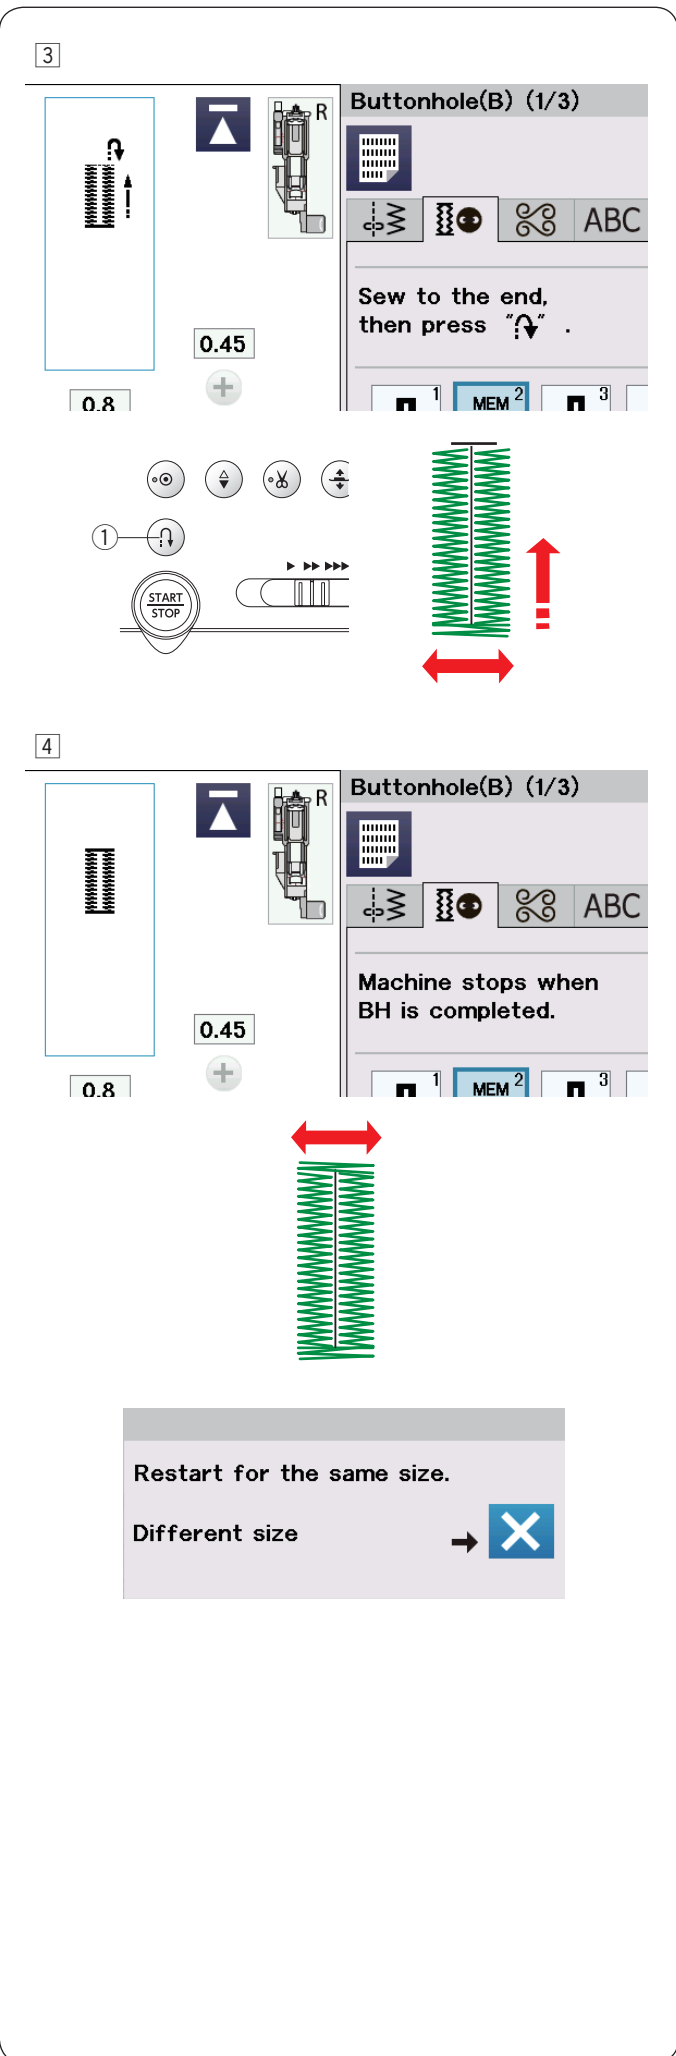 3
R
Buttonhole(B) (1/3)
ABC
Sew to the end,
then press " " .
0.45
0.8
1
MEM 2
3
1
START
STOP
4
R
Buttonhole(B) (1/3)
ABC
Machine stops when
BH is completed.
0.45
0.8
1
MEM 2
3
Restart for the same size.
Different size